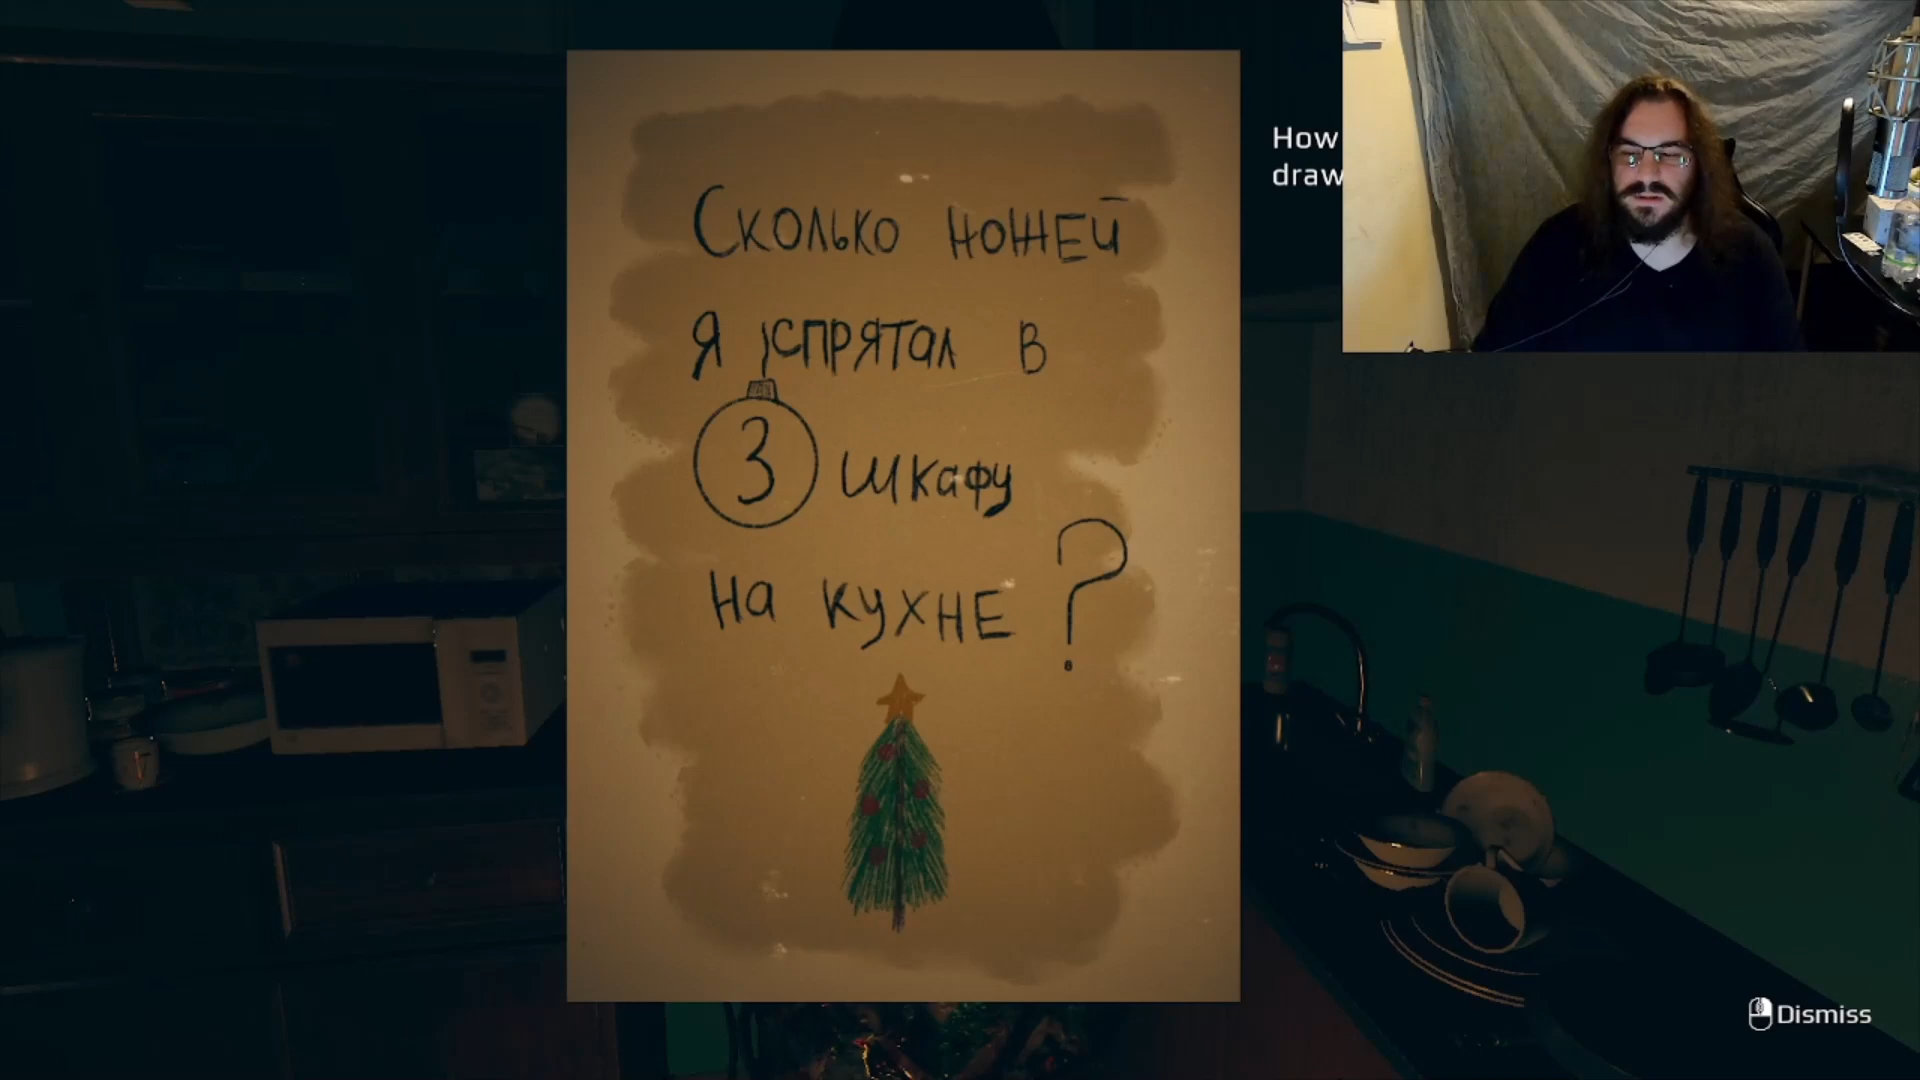 Сколько ножей
я спрятал в
3 шкафу
на кухне?
How
draw
Dismiss